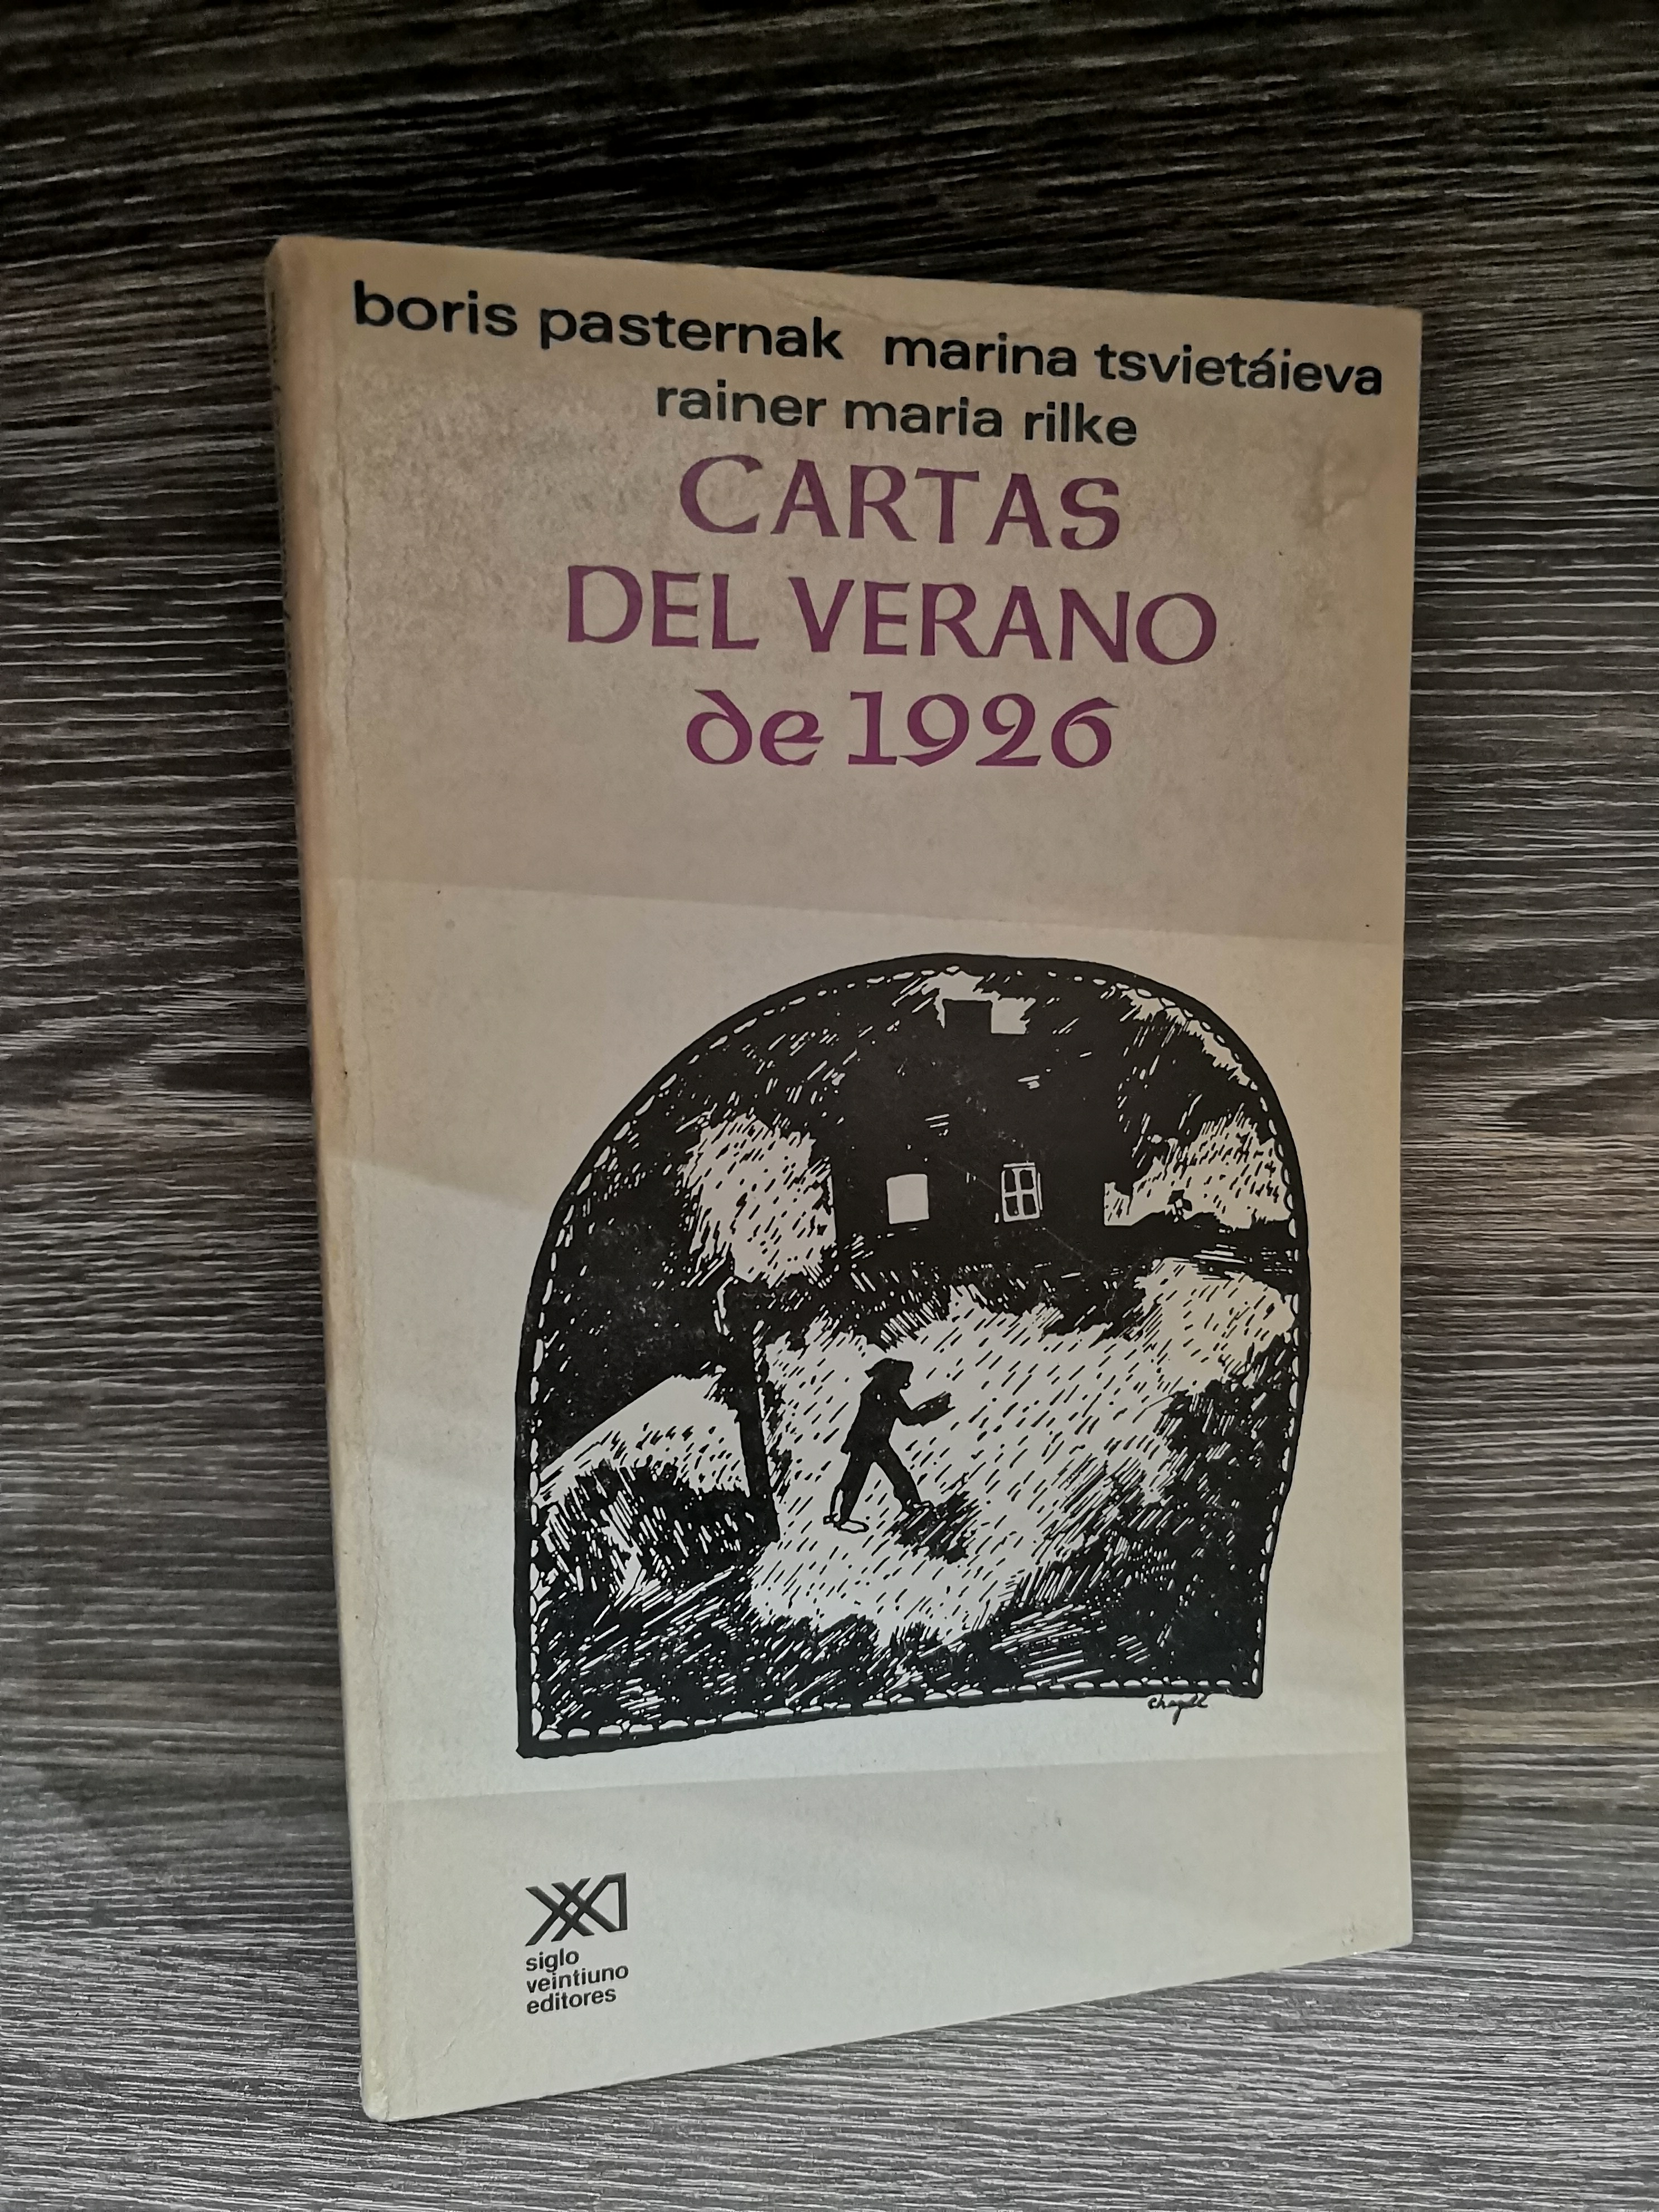 boris pasternak marina tsvietáieva
rainer maria rilke
CARTAS
DEL VERANO
de 1926
chagall
siglo
veintiuno
editores